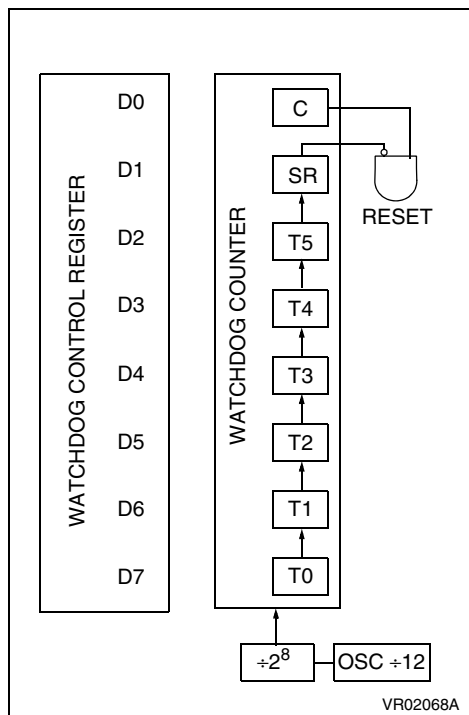 WATCHDOG CONTROL REGISTER
D0
D1
D2
D3
D4
D5
D6
D7
WATCHDOG COUNTER
C
SR
T5
T4
T3
T2
T1
T0
RESET
÷2⁸
OSC ÷12
VR02068A